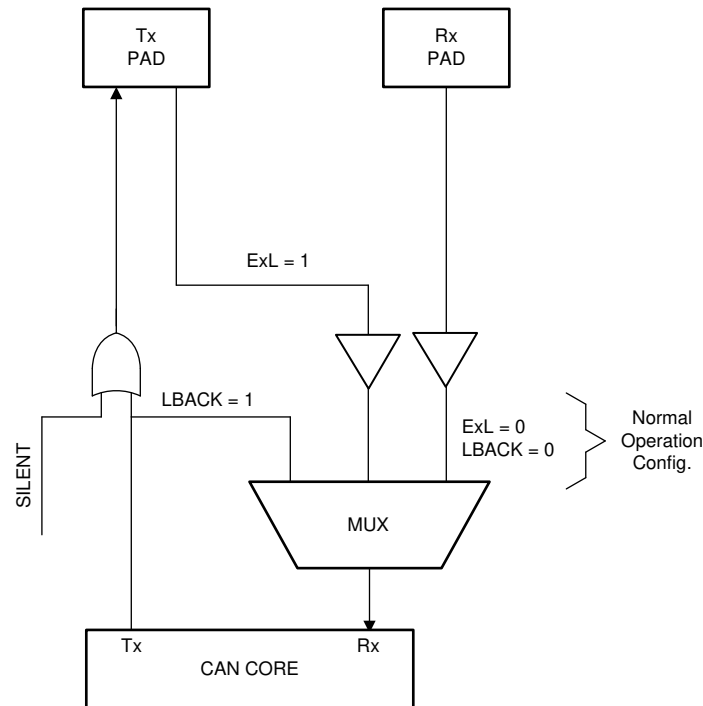 Tx
PAD
Rx
PAD
ExL = 1
LBACK = 1
ExL = 0
LBACK = 0
Normal
Operation
Config.
SILENT
MUX
Tx
Rx
CAN CORE